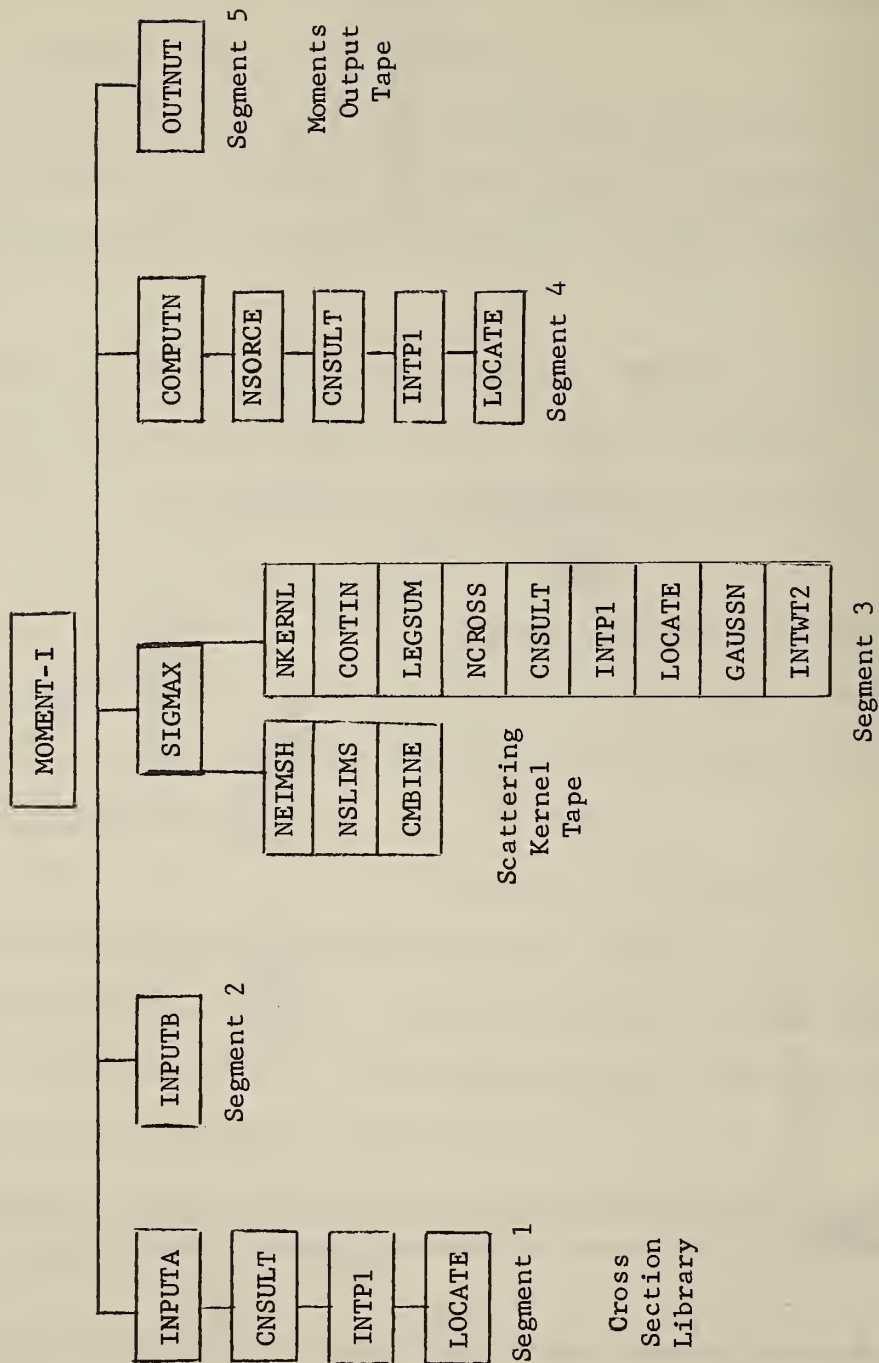 MOMENT-I
INPUTA
CNSULT
INTP1
LOCATE
Segment 1
Cross
Section
Library
INPUTB
Segment 2
SIGMAX
NEIMSH
NSLIMS
CMBINE
Scattering
Kernel
Tape
NKERNL
CONTIN
LEGSUM
NCROSS
CNSULT
INTP1
LOCATE
GAUSSN
INTWT2
Segment 3
COMPUTN
NSORCE
CNSULT
INTP1
LOCATE
Segment 4
OUTNUT
Segment 5
Moments
Output
Tape